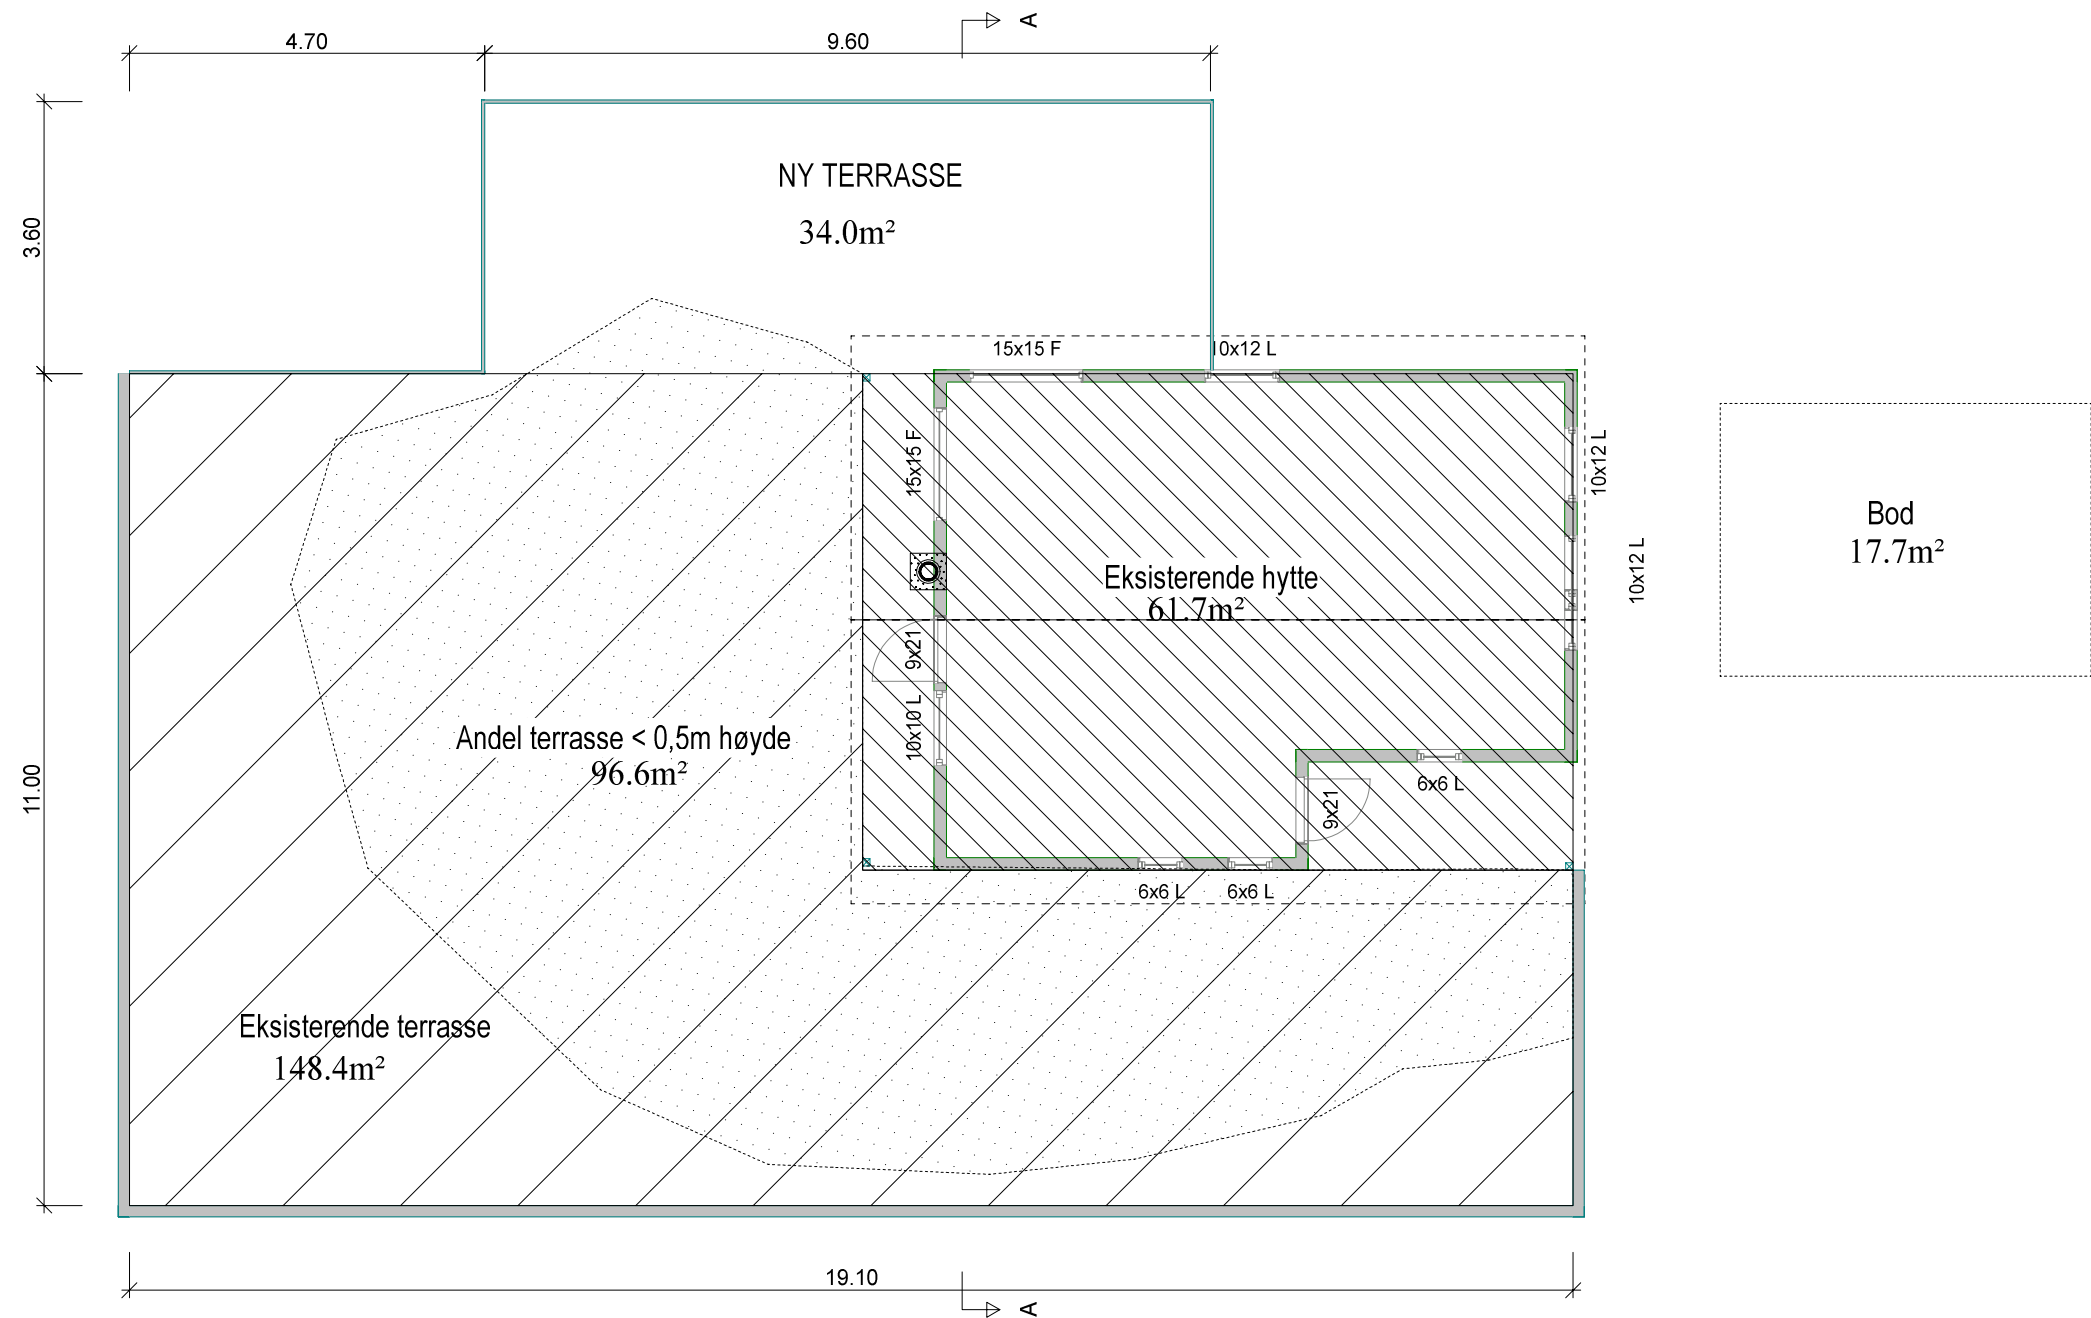 A
4.70
9.60
NY TERRASSE
34.0m²
3.60
15x15 F
10x12 L
15x15 F
10x12 L
Bod
17.7m²
10x12 L
Eksisterende hytte
61.7m²
9x21
10x10 L
Andel terrasse < 0,5m høyde
96.6m²
11.00
6x6 L
9x21
6x6 L
6x6 L
Eksisterende terrasse
148.4m²
19.10
A